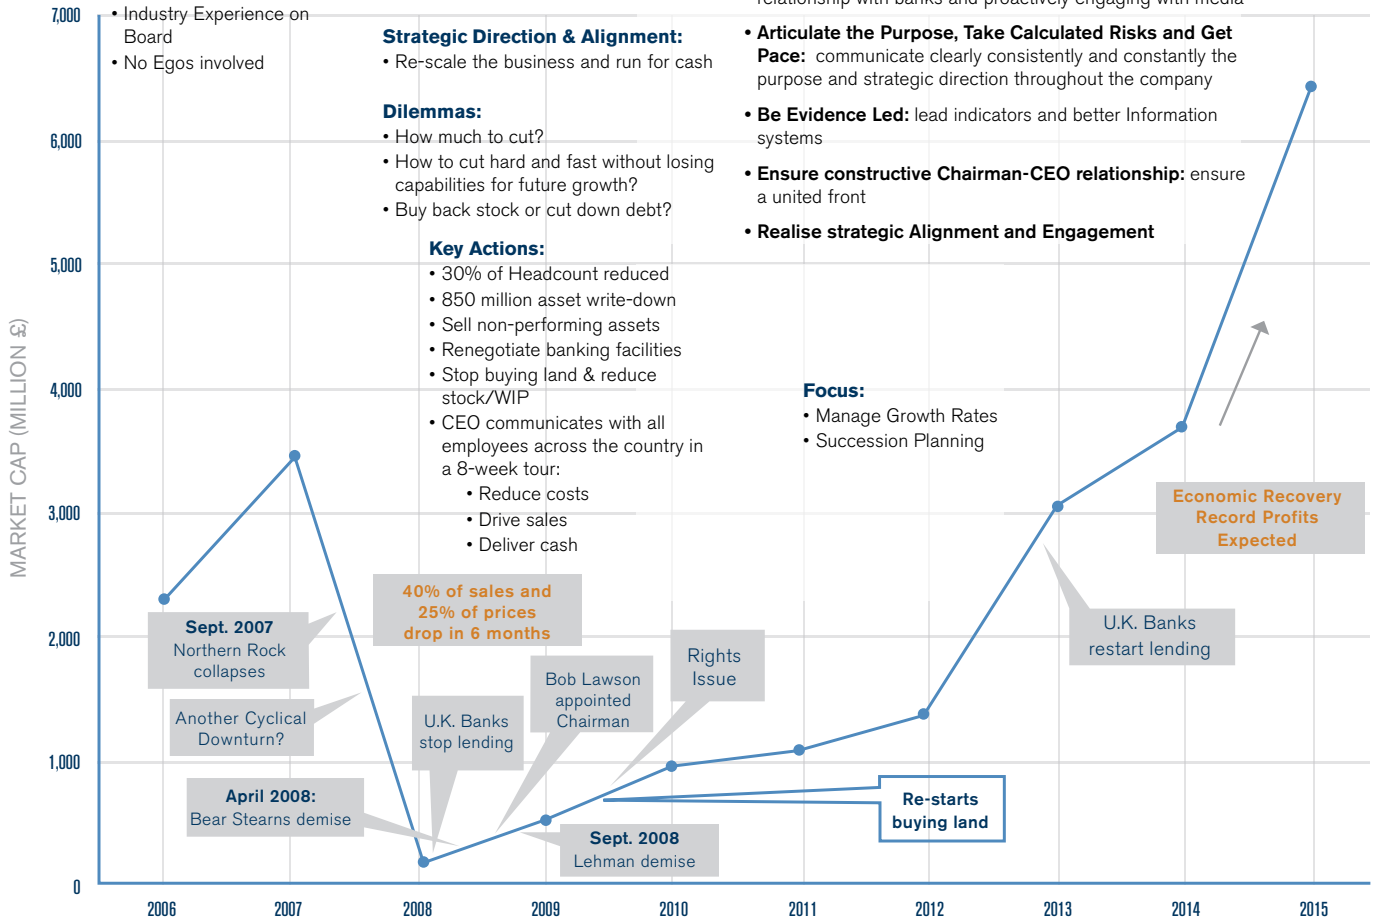 7,000
6,000
5,000
4,000
3,000
2,000
1,000
0
MARKET CAP (MILLION £)
• Industry Experience on
Board
• No Egos involved
Strategic Direction & Alignment:
• Re-scale the business and run for cash
Dilemmas:
• How much to cut?
• How to cut hard and fast without losing
capabilities for future growth?
• Buy back stock or cut down debt?
Key Actions:
• 30% of Headcount reduced
• 850 million asset write-down
• Sell non-performing assets
• Renegotiate banking facilities
• Stop buying land & reduce
stock/WIP
• CEO communicates with all
employees across the country in
a 8-week tour:
• Reduce costs
• Drive sales
• Deliver cash
relationship with banks and proactively engaging with media
• Articulate the Purpose, Take Calculated Risks and Get
Pace: communicate clearly consistently and constantly the
purpose and strategic direction throughout the company
• Be Evidence Led: lead indicators and better Information
systems
• Ensure constructive Chairman-CEO relationship: ensure
a united front
• Realise strategic Alignment and Engagement
Focus:
• Manage Growth Rates
• Succession Planning
Economic Recovery
Record Profits
Expected
40% of sales and
25% of prices
drop in 6 months
Sept. 2007
Northern Rock
collapses
Another Cyclical
Downturn?
April 2008:
Bear Stearns demise
U.K. Banks
stop lending
Bob Lawson
appointed
Chairman
Rights
Issue
Sept. 2008
Lehman demise
Re-starts
buying land
U.K. Banks
restart lending
2006
2007
2008
2009
2010
2011
2012
2013
2014
2015